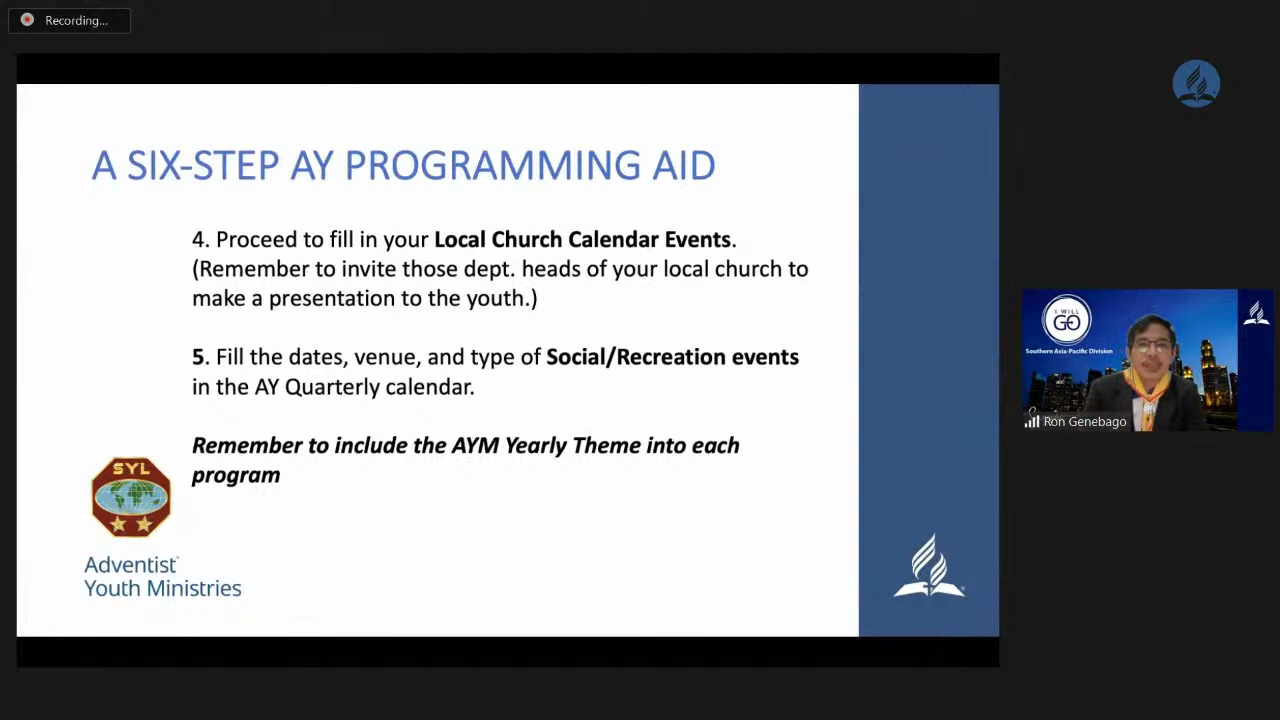 Recording...
A SIX-STEP AY PROGRAMMING AID
4. Proceed to fill in your Local Church Calendar Events.
(Remember to invite those dept. heads of your local church to
make a presentation to the youth.)
5. Fill the dates, venue, and type of Social/Recreation events
in the AY Quarterly calendar.
Remember to include the AYM Yearly Theme into each
program
SYL
Adventist
Youth Ministries
I WILL
GO
Southern Asia-Pacific Division
Ron Genebago